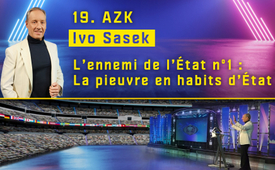 19. AZK
Ivo Sasek
L'ennemi de l'État n°1 :
La pieuvre en habits d'État